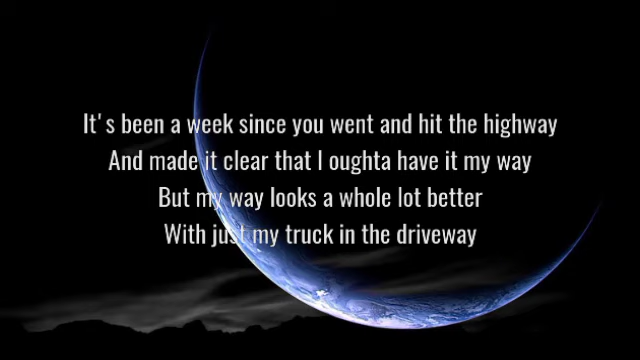 It's been a week since you went and hit the highway
And made it clear that I oughta have it my way
But my way looks a whole lot better
With just my truck in the driveway